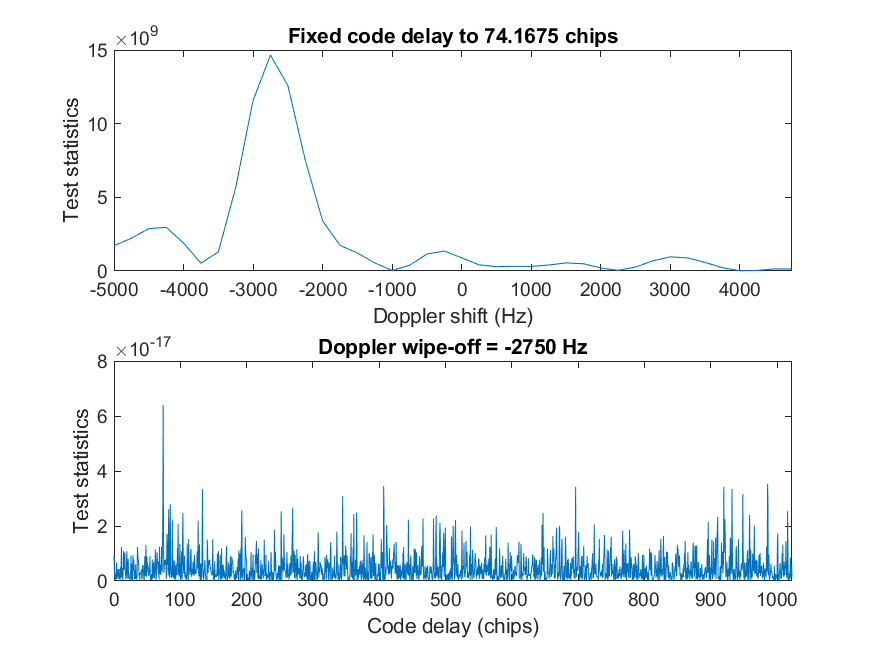 ×10^9
Fixed code delay to 74.1675 chips
15
10
5
0
Test statistics
-5000 -4000 -3000 -2000 -1000 0 1000 2000 3000 4000
Doppler shift (Hz)
×10^-17
Doppler wipe-off = -2750 Hz
8
6
4
2
0
Test statistics
0 100 200 300 400 500 600 700 800 900 1000
Code delay (chips)